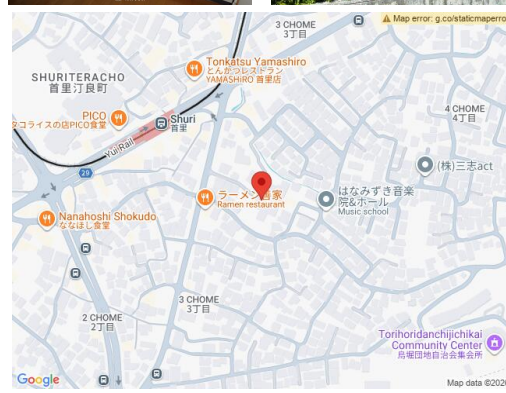 3 CHOME
3丁目
Map error: g.co/staticmaperro
Tonkatsu Yamashiro
とんかつレストラン
YAMASHIRO 首里店
SHURITERACHO
首里汀良町
PICO
タコライスの店PICO食堂
Shuri
首里
4 CHOME
4丁目
Yui Rail
29
(株)三志act
ラーメン
Ramen restaurant
はなみずき音楽
院&ホール
Music school
Nanahoshi Shokudo
ななほし食堂
3 CHOME
3丁目
2 CHOME
2丁目
Torihoridanchijichikai
Community Center
鳥堀団地自治会集会所
Google
Map data ©2026